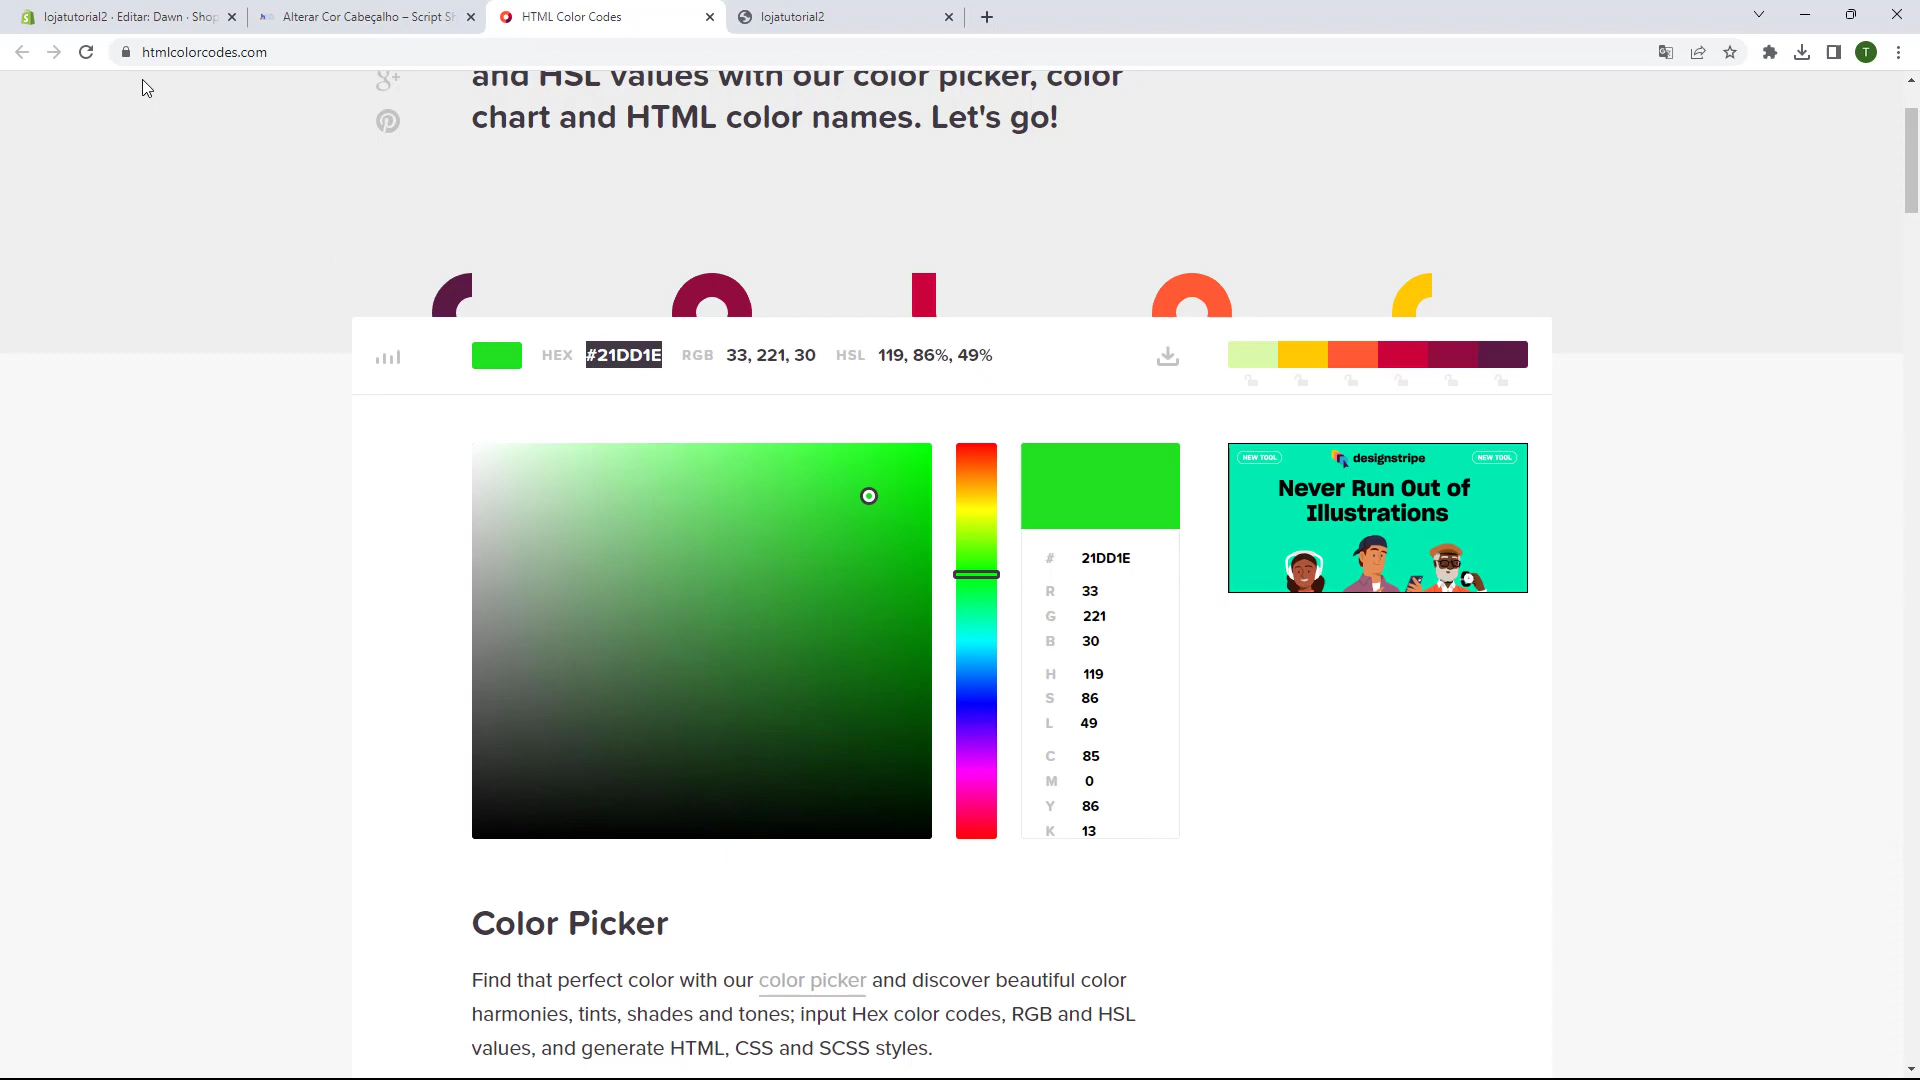 lojatutorial2 · Editar: Dawn · Shop
Alterar Cor Cabeçalho – Script Sh
HTML Color Codes
lojatutorial2
htmlcolorcodes.com
T
g+
and HSL values with our color picker, color
chart and HTML color names. Let's go!
HEX #21DD1E RGB 33, 221, 30 HSL 119, 86%, 49%
# 21DD1E
R 33
G 221
B 30
H 119
S 86
L 49
C 85
M 0
Y 86
K 13
NEW TOOL designstripe NEW TOOL
Never Run Out of
Illustrations
Color Picker
Find that perfect color with our color picker and discover beautiful color
harmonies, tints, shades and tones; input Hex color codes, RGB and HSL
values, and generate HTML, CSS and SCSS styles.